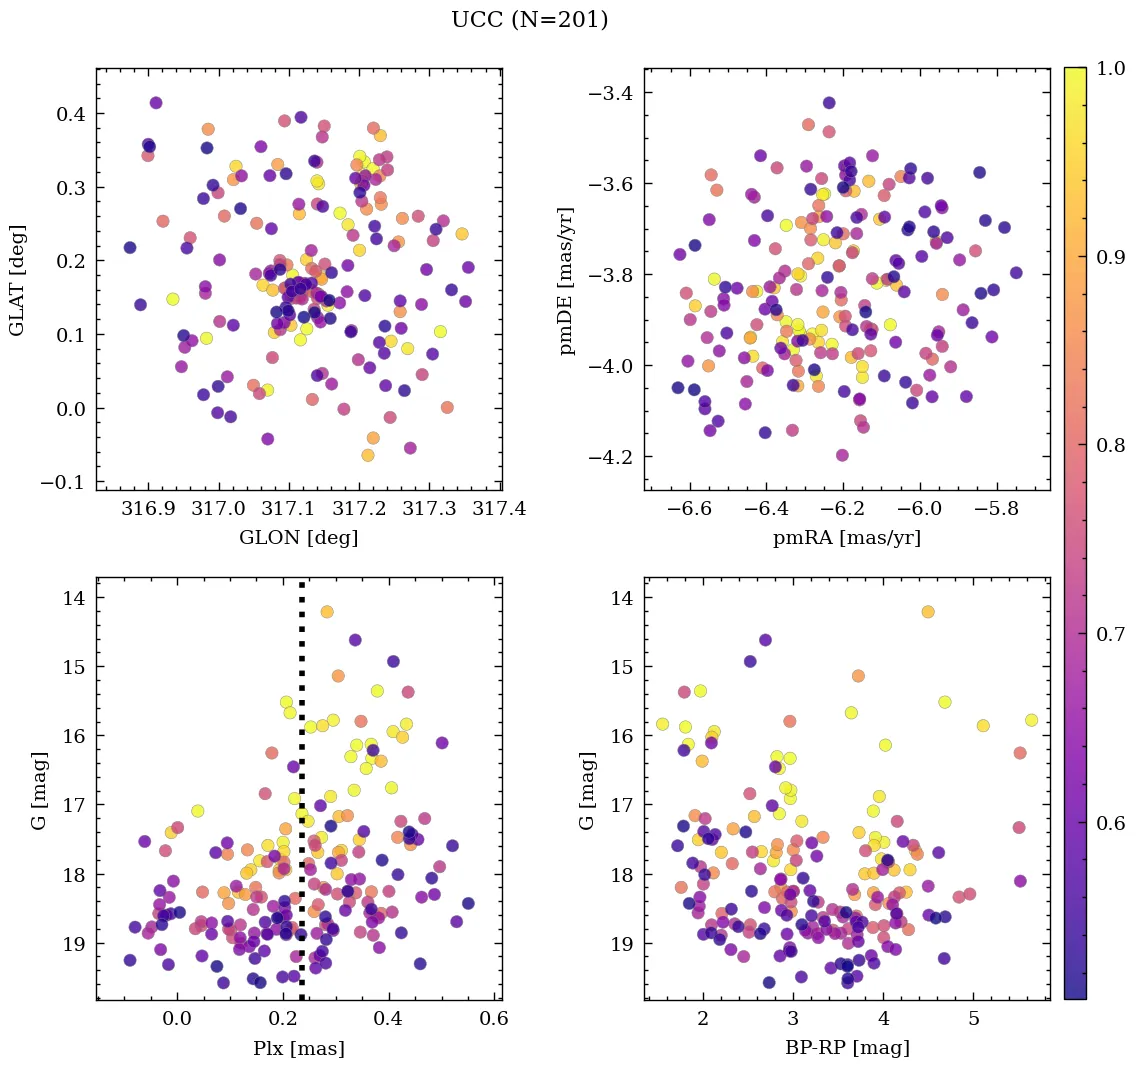 UCC (N=201)
0.4
0.3
0.2
0.1
0.0
−0.1
GLAT [deg]
316.9 317.0 317.1 317.2 317.3 317.4
GLON [deg]
−3.4
−3.6
−3.8
−4.0
−4.2
pmDE [mas/yr]
−6.6 −6.4 −6.2 −6.0 −5.8
pmRA [mas/yr]
14
15
16
17
18
19
G [mag]
0.0 0.2 0.4 0.6
Plx [mas]
14
15
16
17
18
19
G [mag]
2 3 4 5
BP-RP [mag]
1.0
0.9
0.8
0.7
0.6